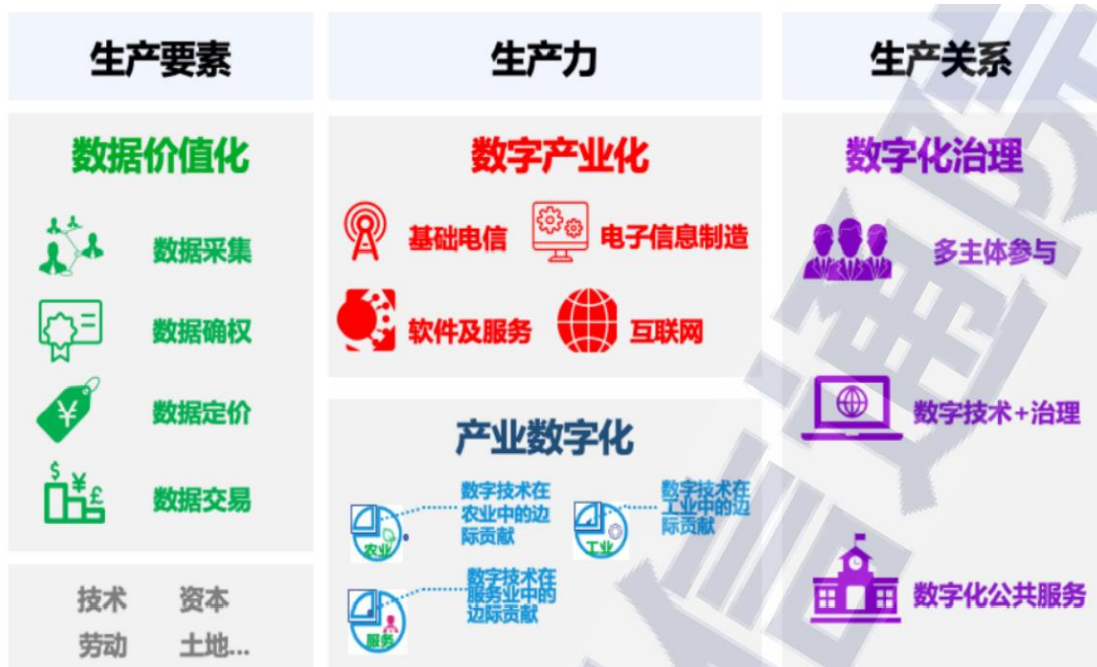 生产要素
生产力
生产关系
数据价值化
数据采集
数据确权
数据定价
数据交易
技术 资本
劳动 土地...
数字产业化
基础电信 电子信息制造
软件及服务 互联网
产业数字化
农业
数字技术在
农业中的边
际贡献
工业
数字技术在
工业中的边
际贡献
服务
数字技术在
服务业中的
边际贡献
数字化治理
多主体参与
数字技术+治理
数字化公共服务
信通院